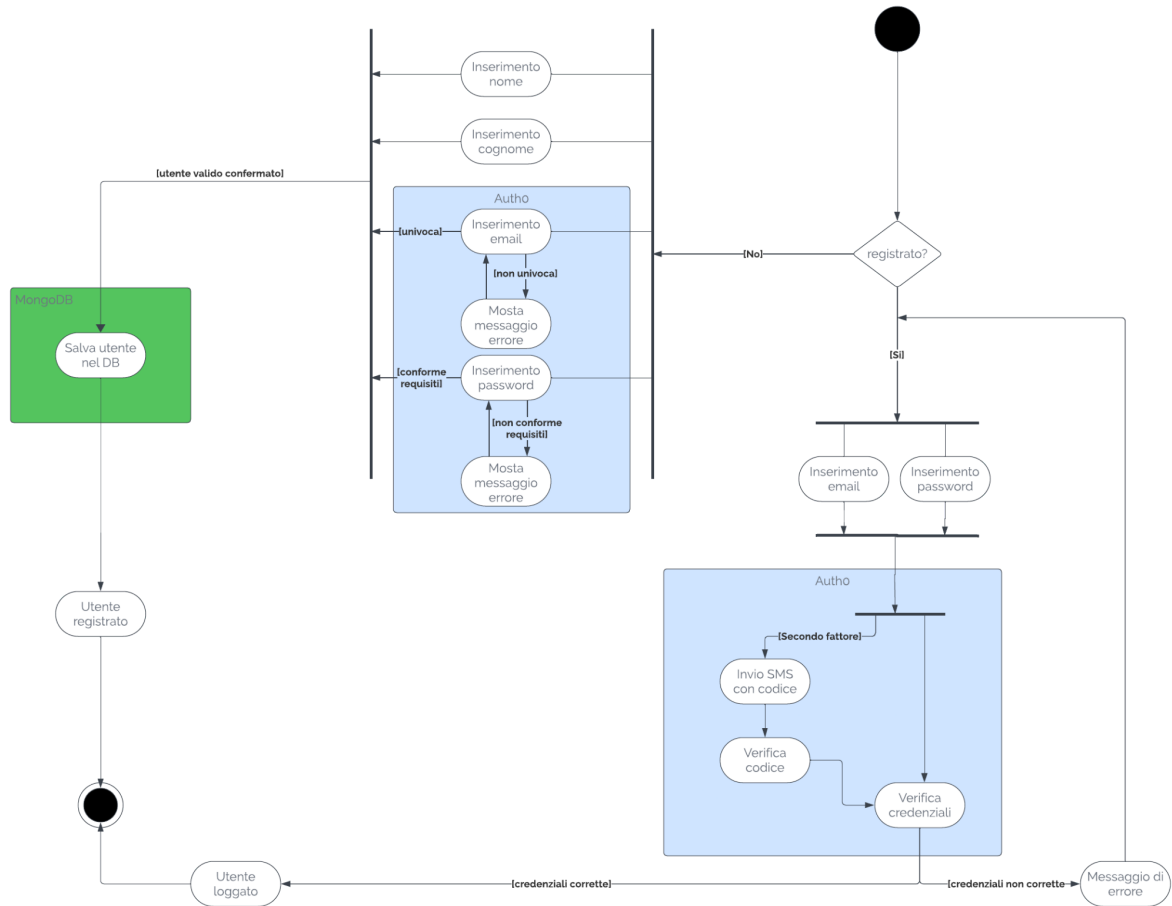 Inserimento
nome
Inserimento
cognome
[utente valido confermato]
Auth0
Inserimento
email
[univoca]
[non univoca]
Mosta
messaggio
errore
[conforme
requisiti]
Inserimento
password
[non conforme
requisiti]
Mosta
messaggio
errore
registrato?
[No]
[Si]
MongoDB
Salva utente
nel DB
Inserimento
email
Inserimento
password
Auth0
[Secondo fattore]
Invio SMS
con codice
Verifica
codice
Verifica
credenziali
Utente
registrato
Utente
loggato
[credenziali corrette]
[credenziali non corrette
Messaggio di
errore